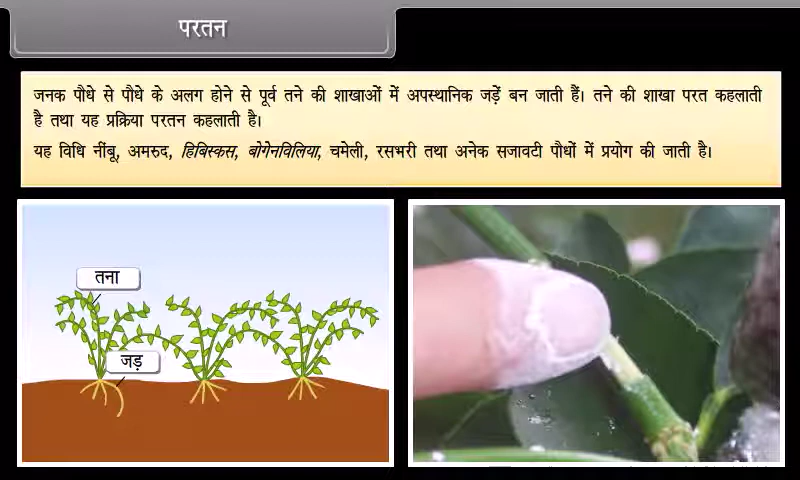 परतन
जनक पौधे से पौधे के अलग होने से पूर्व तने की शाखाओं में अपस्थानिक जड़ें बन जाती हैं। तने की शाखा परत कहलाती
है तथा यह प्रक्रिया परतन कहलाती है।
यह विधि नींबू, अमरुद, हिबिस्कस, बोगेनविलिया, चमेली, रसभरी तथा अनेक सजावटी पौधों में प्रयोग की जाती है।
तना
जड़